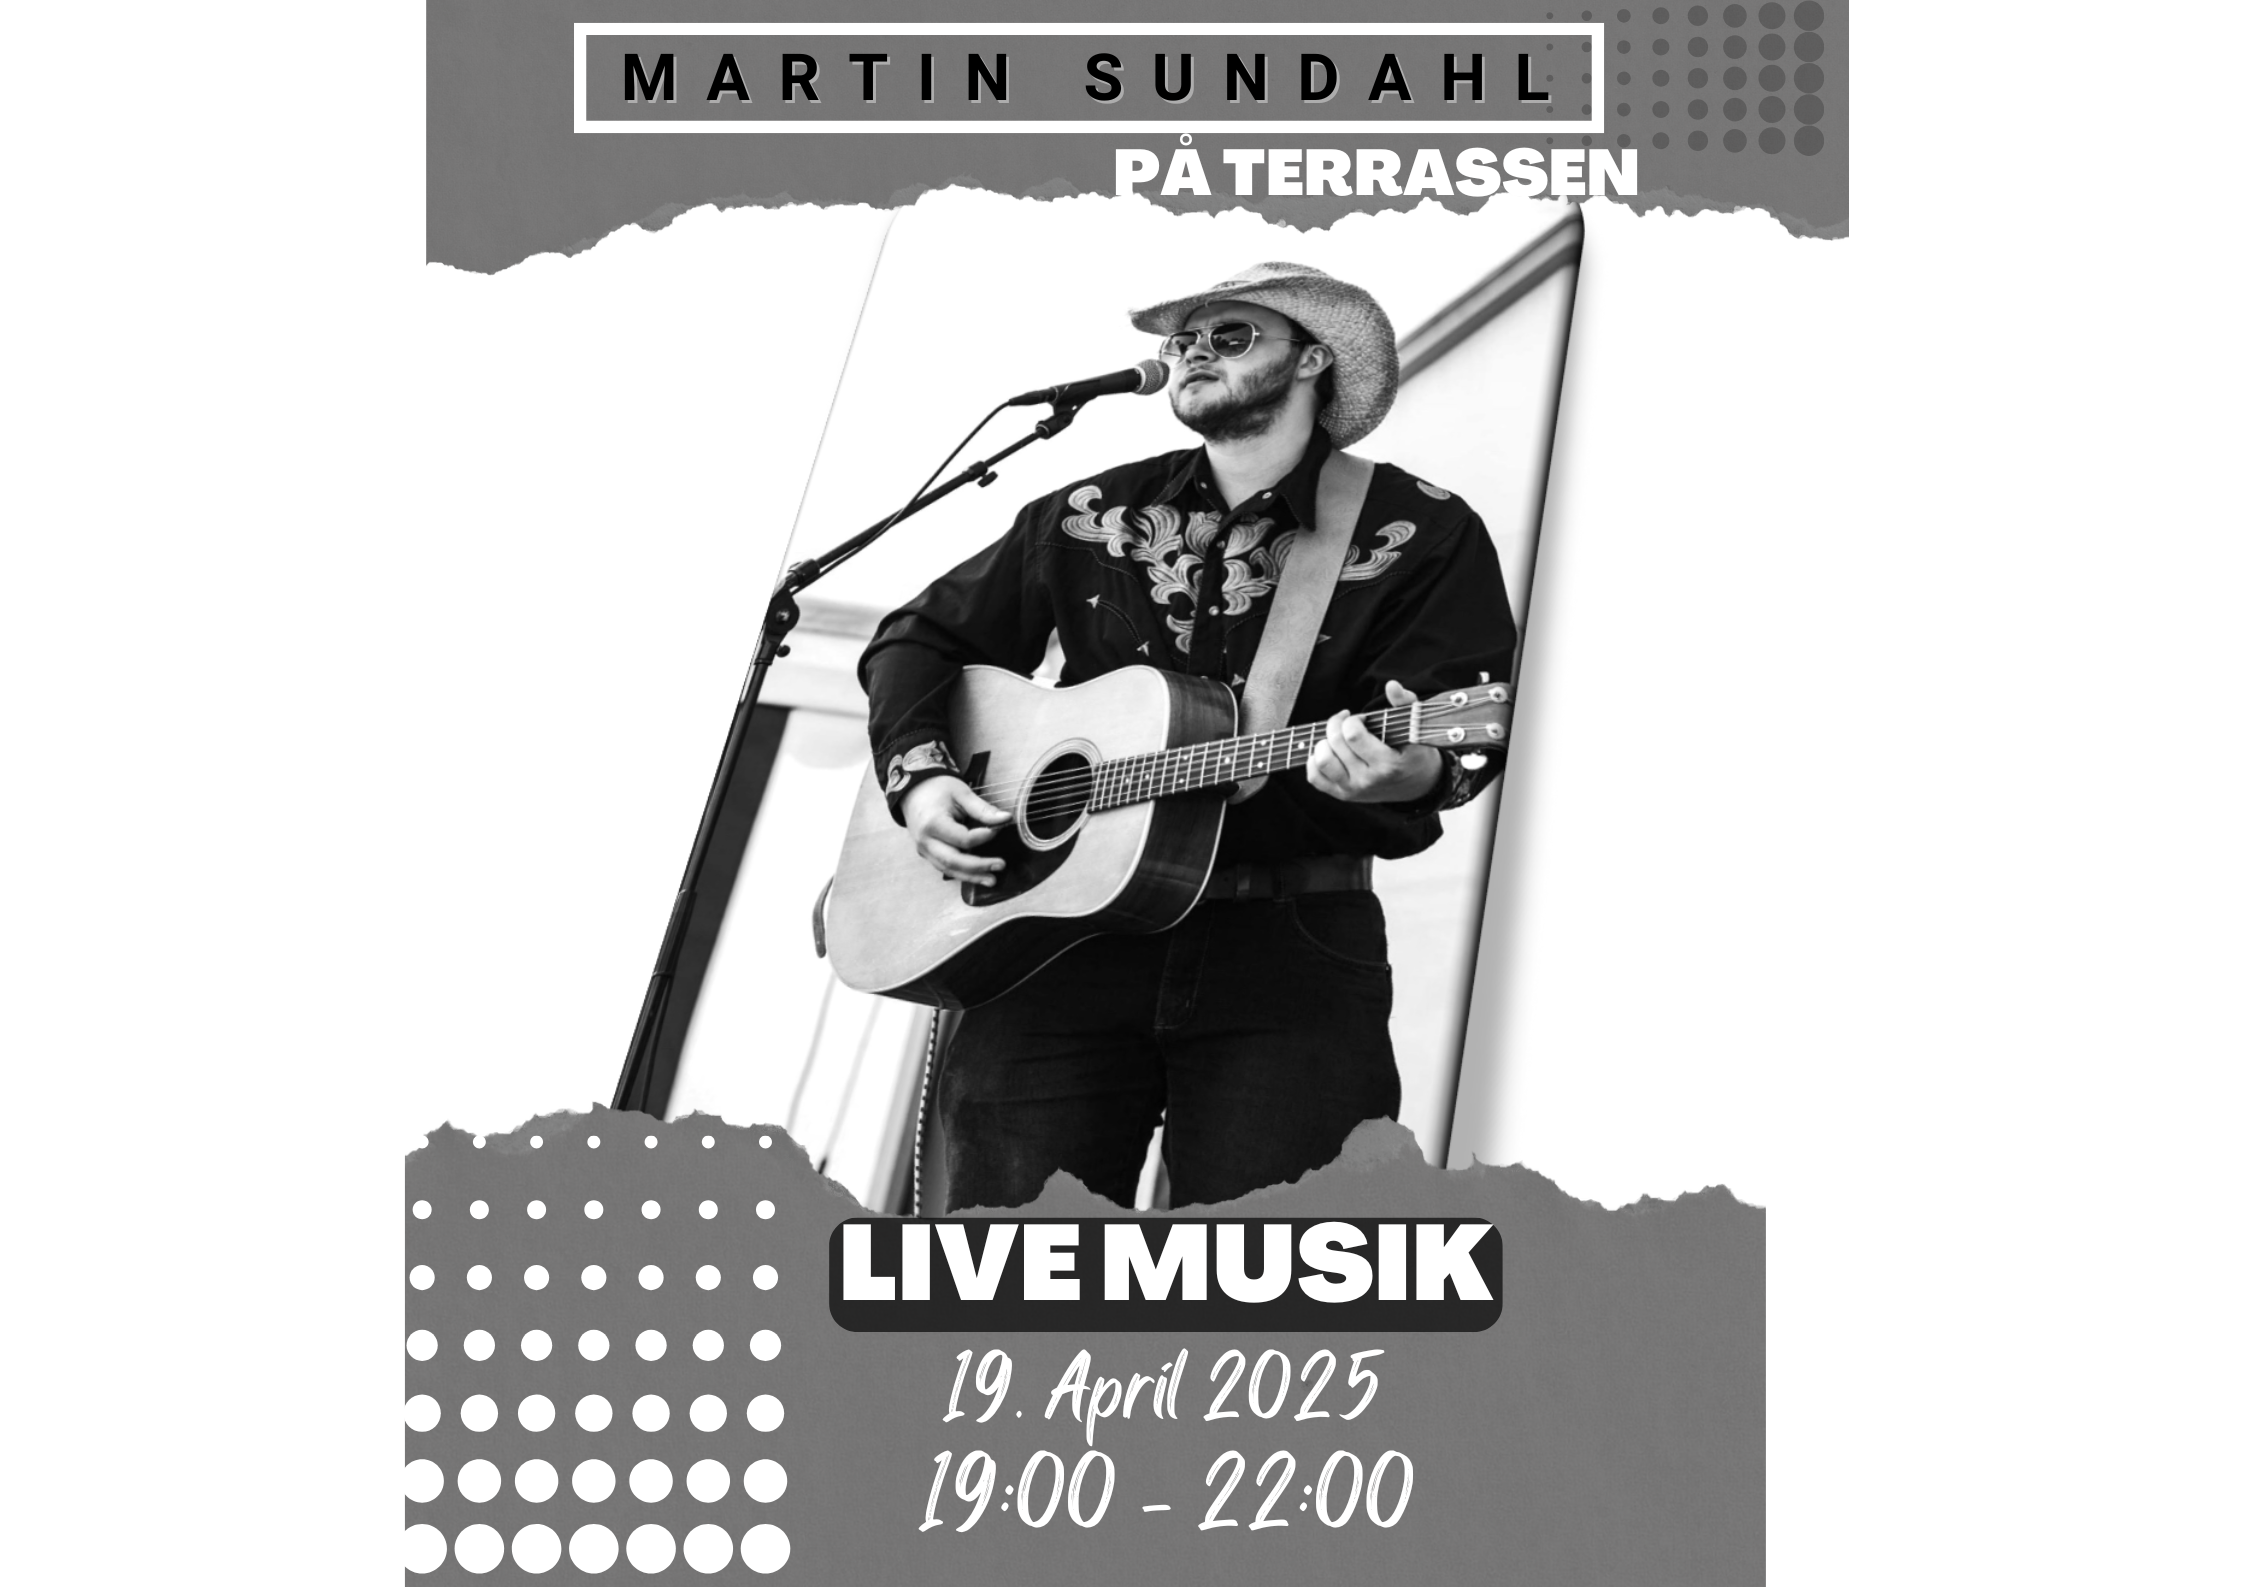 MARTIN SUNDAHL
PÅ TERRASSEN
LIVE MUSIK
19. April 2025
19:00 - 22:00